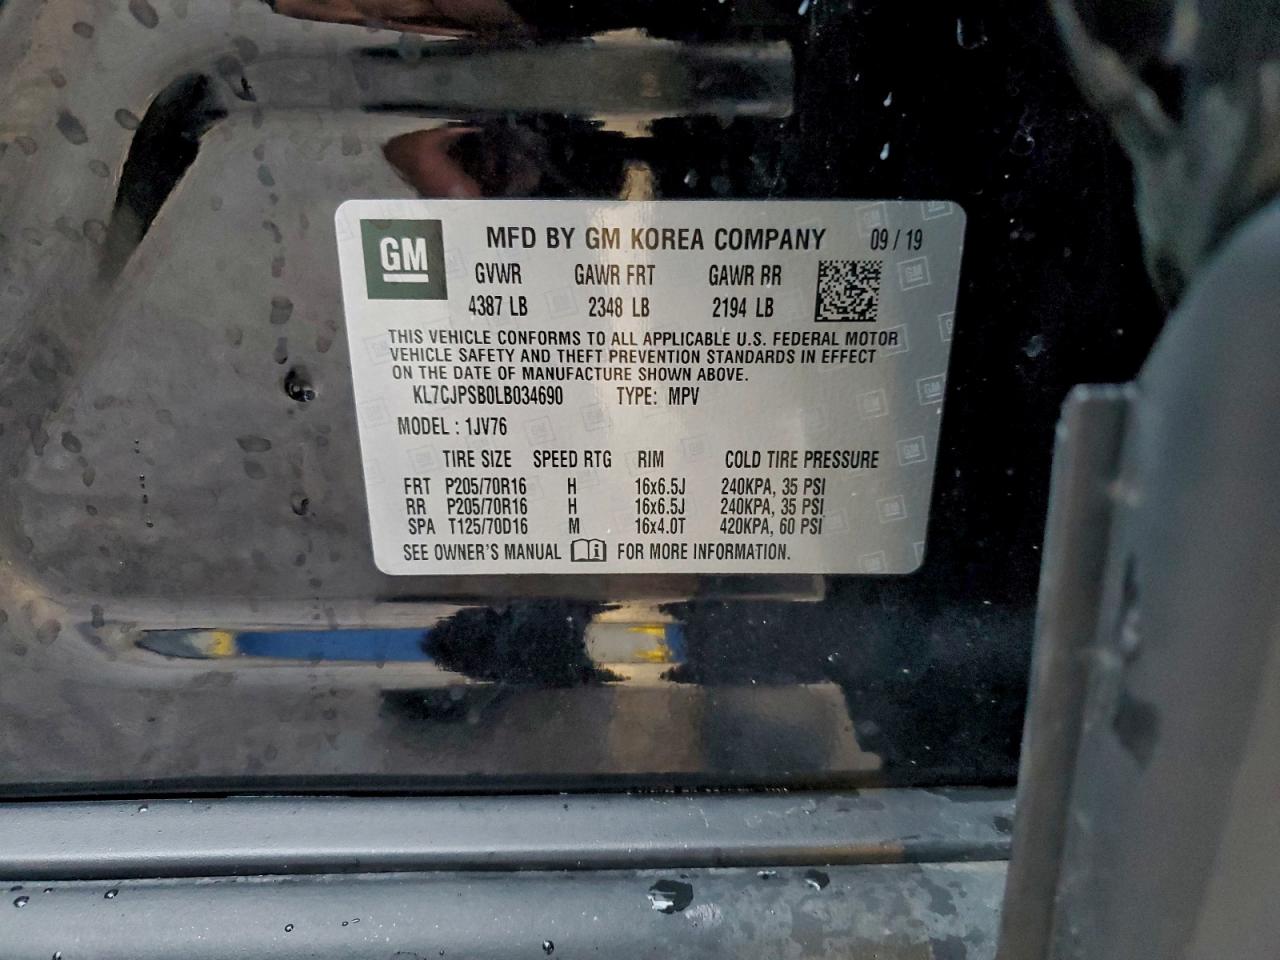 GM MFD BY GM KOREA COMPANY 09 / 19
GVWR GAWR FRT GAWR RR
4387 LB 2348 LB 2194 LB
THIS VEHICLE CONFORMS TO ALL APPLICABLE U.S. FEDERAL MOTOR
VEHICLE SAFETY AND THEFT PREVENTION STANDARDS IN EFFECT
ON THE DATE OF MANUFACTURE SHOWN ABOVE.
KL7CJPSB0LB034690 TYPE: MPV
MODEL : 1JV76
TIRE SIZE SPEED RTG RIM COLD TIRE PRESSURE
FRT P205/70R16 H 16x6.5J 240KPA, 35 PSI
RR P205/70R16 H 16x6.5J 240KPA, 35 PSI
SPA T125/70D16 M 16x4.0T 420KPA, 60 PSI
SEE OWNER'S MANUAL FOR MORE INFORMATION.